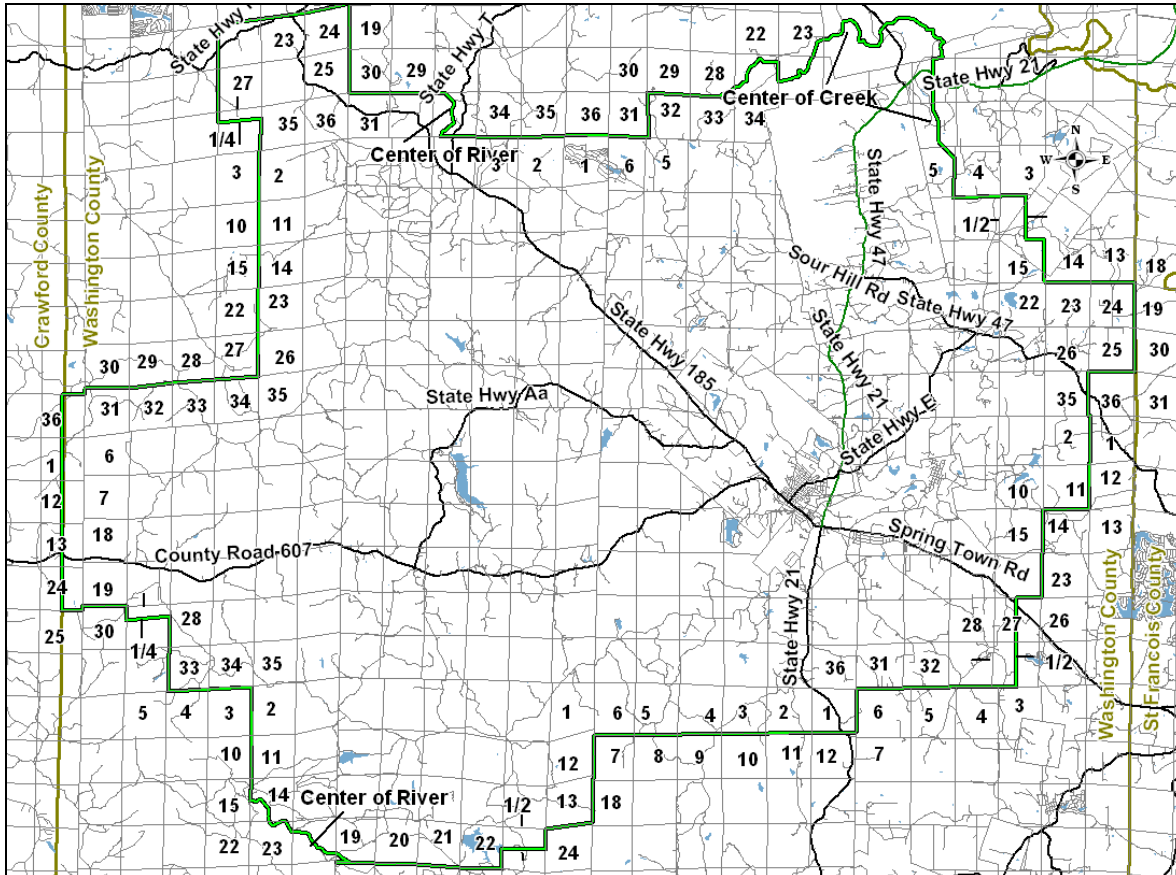 State Hwy
23 24 19
State Hwy T
22 23
27 25 30 29
30 29 28
State Hwy 21
Center of Creek
1/4 35 36 31
34 35 36 31 32 33 34
Center of River
N
W E
S
3 2
3 2 1 6 5
5 4 3
10 11
State Hwy 47
1/2
15 14
Sour Hill Rd
15 14 13 18
Crawford County
Washington County
22 23
State Hwy 47
22 23 24 19
State Hwy 185
State Hwy 21
30 29 28 27 26
26 25 30
36 31 32 33 34 35
State Hwy Aa
State Hwy E
35 36 31
1 6
2 1
12 7
10 11 12
13 18
County Road 607
Spring Town Rd
15 14 13
24 19
State Hwy 21
23
25 30 28
1/4
28 27 26
33 34 35
36 31 32
1/2
Washington County
St Francois County
5 4 3 2
1 6 5 4 3 2 1 6 5 4 3
10 11
12 7 8 9 10 11 12 7
15 14
Center of River
1/2 13 18
22 23 19 20 21 22 24